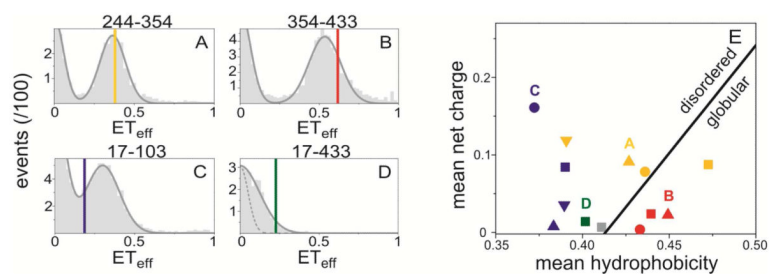 244-354
354-433
A
B
events (/100)
2
1
4
3
2
1
0
0.5
1
ET_eff
0
0.5
1
ET_eff
17-103
17-433
C
D
4
2
3
2
1
0
0.5
1
ET_eff
0
0.5
1
ET_eff
E
disordered
globular
mean net charge
0.2
0.1
0
C
A
D
B
0.35
0.40
0.45
0.50
mean hydrophobicity